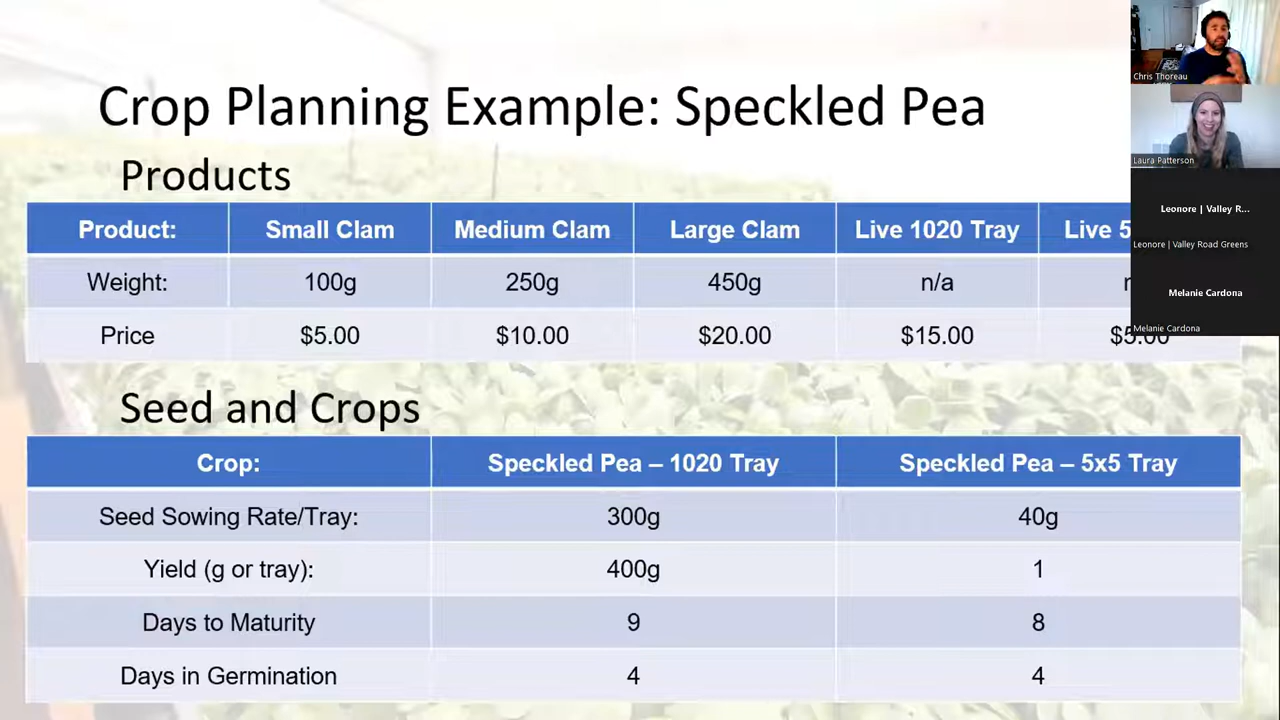 Crop Planning Example: Speckled Pea
Products
Product: Small Clam Medium Clam Large Clam Live 1020 Tray Live
Weight: 100g 250g 450g n/a
Price $5.00 $10.00 $20.00 $15.00 $5.00
Seed and Crops
Crop: Speckled Pea – 1020 Tray Speckled Pea – 5x5 Tray
Seed Sowing Rate/Tray: 300g 40g
Yield (g or tray): 400g 1
Days to Maturity 9 8
Days in Germination 4 4
Chris Thoreau
Laura Patterson
Leonore | Valley R...
Leonore | Valley Road Greens
Melanie Cardona
Melanie Cardona